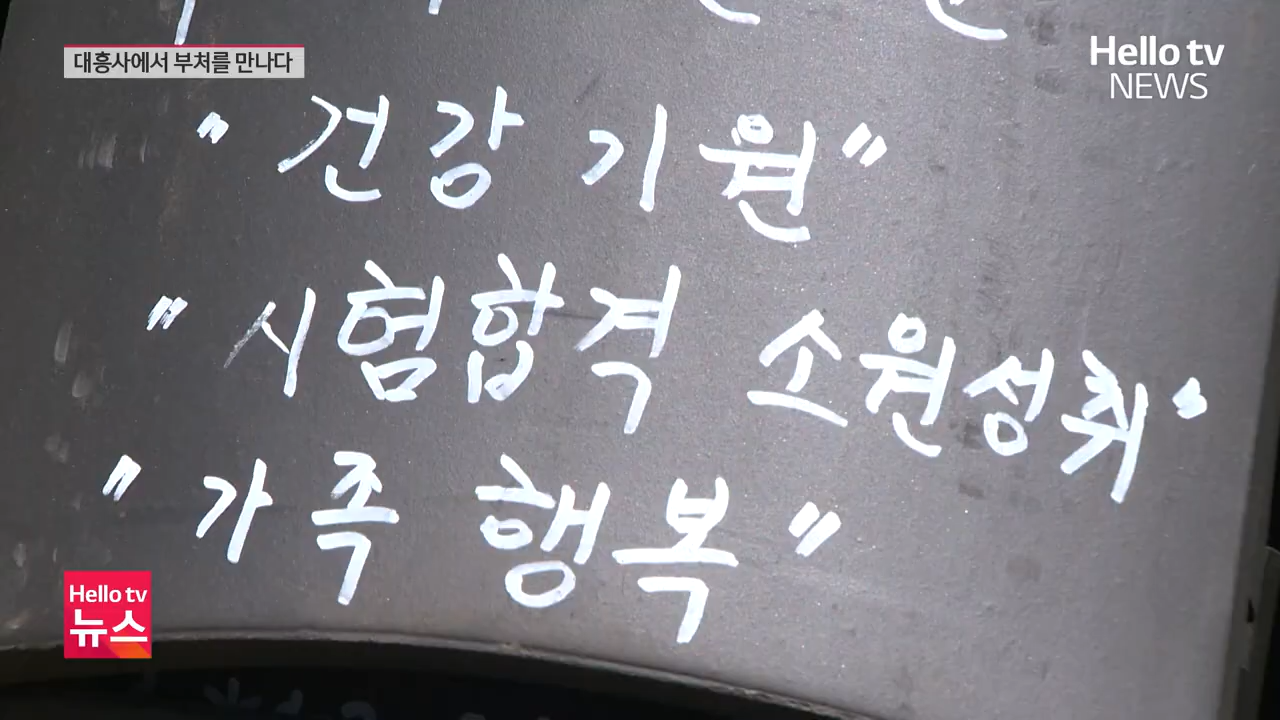 대흥사에서 부처를 만나다
Hello tv
NEWS
"건강 기원"
"시험합격 소원성취"
"가족 행복"
Hello tv
뉴스